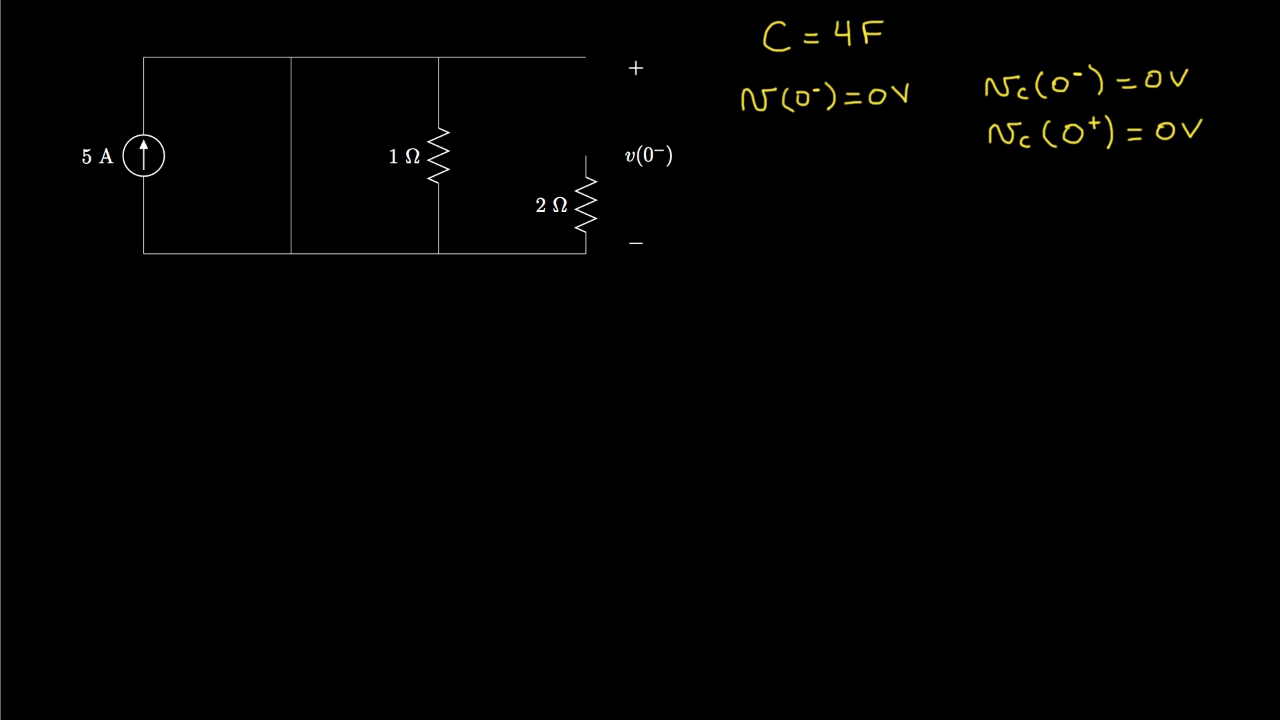 C = 4F
+
v(0⁻) = 0V
v_c(0⁻) = 0V
v_c(0⁺) = 0V
5 A
1 Ω
v(0⁻)
2 Ω
−